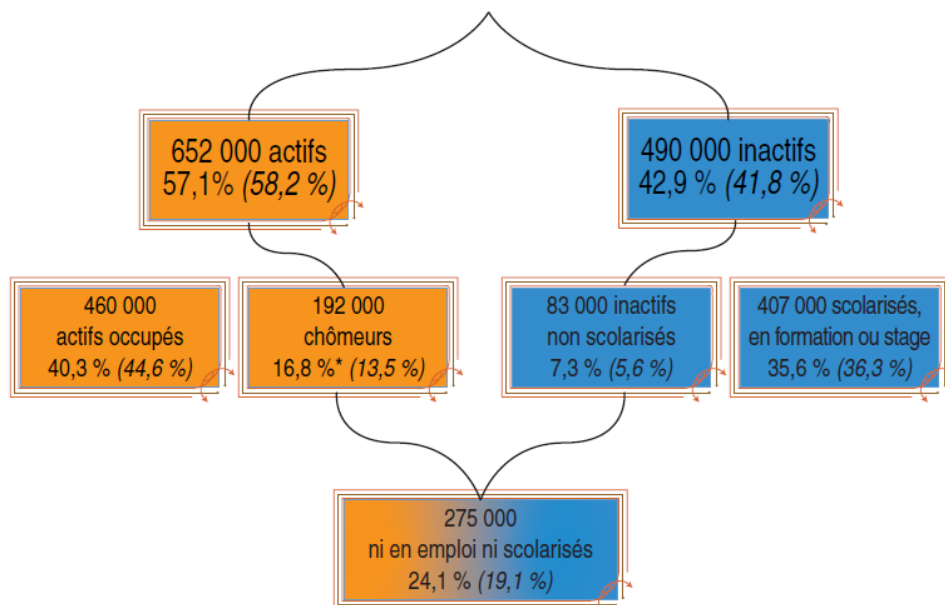 652 000 actifs
57,1% (58,2 %)
490 000 inactifs
42,9 % (41,8 %)
460 000
actifs occupés
40,3 % (44,6 %)
192 000
chômeurs
16,8 %* (13,5 %)
83 000 inactifs
non scolarisés
7,3 % (5,6 %)
407 000 scolarisés,
en formation ou stage
35,6 % (36,3 %)
275 000
ni en emploi ni scolarisés
24,1 % (19,1 %)